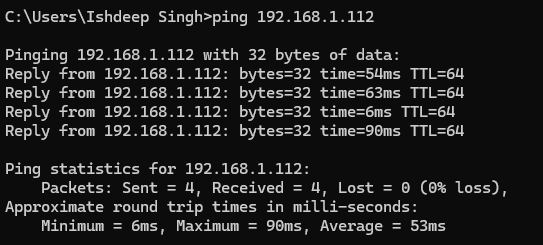 C:\Users\Ishdeep Singh>ping 192.168.1.112
Pinging 192.168.1.112 with 32 bytes of data:
Reply from 192.168.1.112: bytes=32 time=54ms TTL=64
Reply from 192.168.1.112: bytes=32 time=63ms TTL=64
Reply from 192.168.1.112: bytes=32 time=6ms TTL=64
Reply from 192.168.1.112: bytes=32 time=90ms TTL=64
Ping statistics for 192.168.1.112:
    Packets: Sent = 4, Received = 4, Lost = 0 (0% loss),
Approximate round trip times in milli-seconds:
    Minimum = 6ms, Maximum = 90ms, Average = 53ms